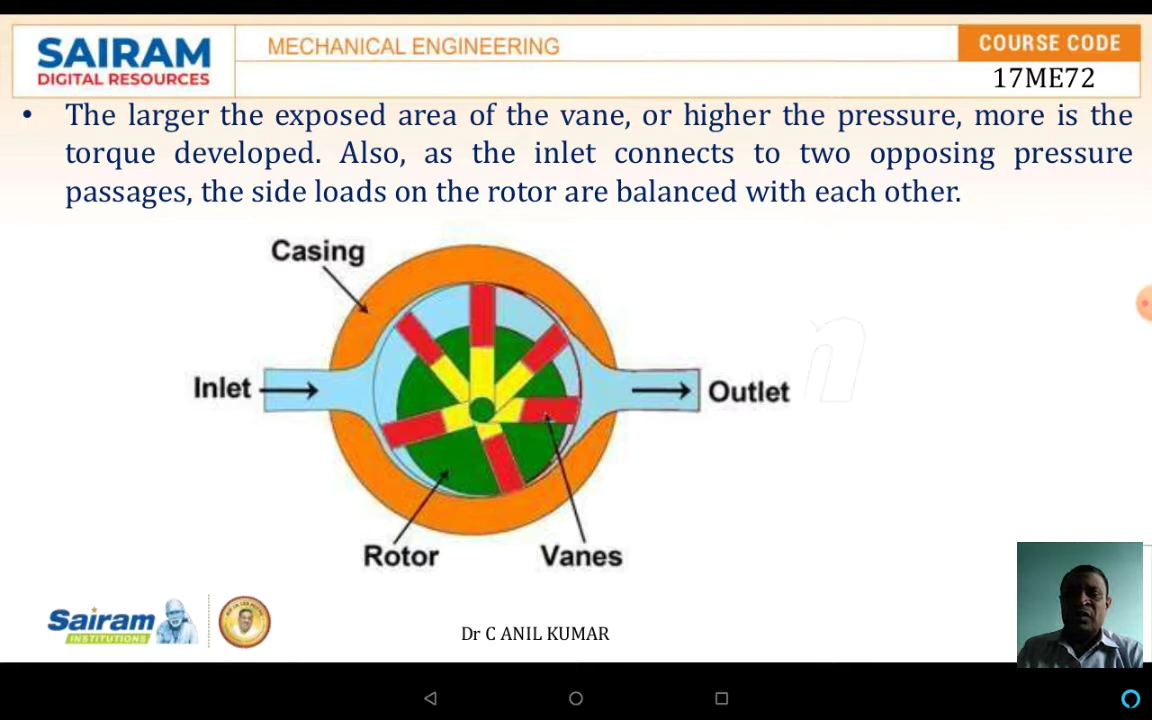 SAIRAM
DIGITAL RESOURCES
MECHANICAL ENGINEERING
COURSE CODE
17ME72
• The larger the exposed area of the vane, or higher the pressure, more is the
torque developed. Also, as the inlet connects to two opposing pressure
passages, the side loads on the rotor are balanced with each other.
Casing
Inlet
Outlet
Rotor
Vanes
Sairam
INSTITUTIONS
Dr C ANIL KUMAR